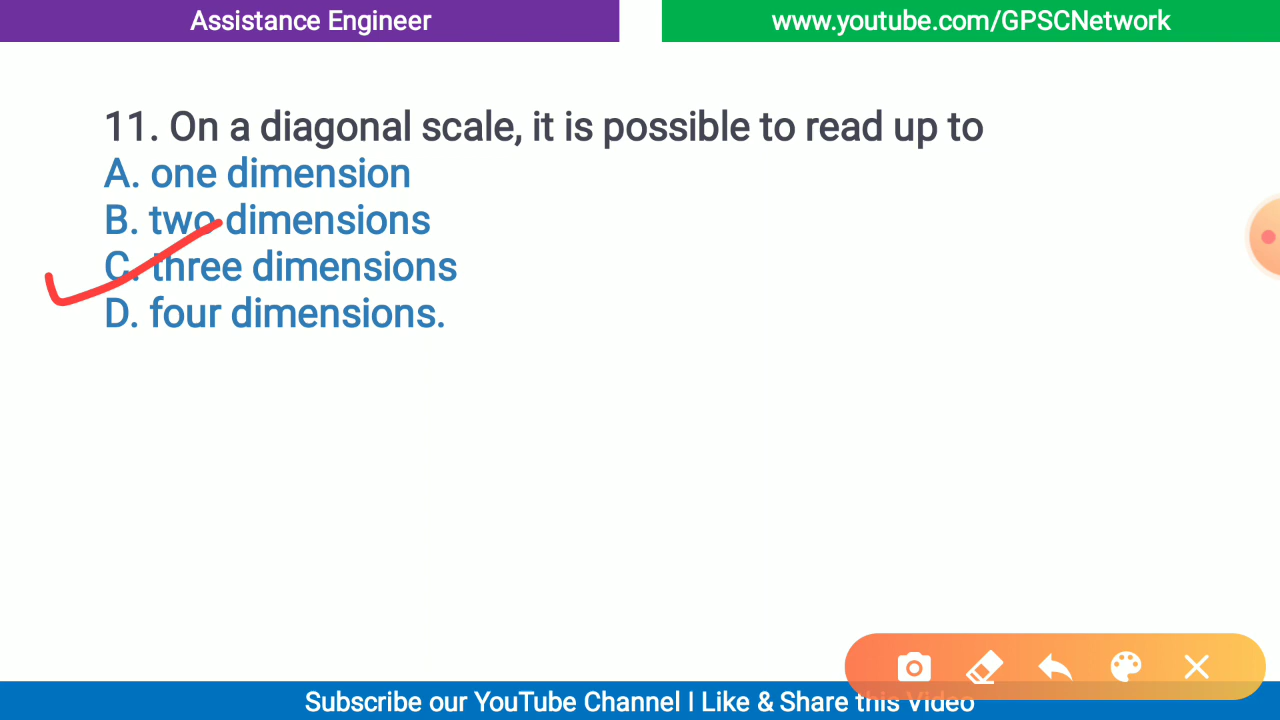 Assistance Engineer
www.youtube.com/GPSCNetwork
11. On a diagonal scale, it is possible to read up to
A. one dimension
B. two dimensions
C. three dimensions
D. four dimensions.
Subscribe our YouTube Channel I Like & Share this Video